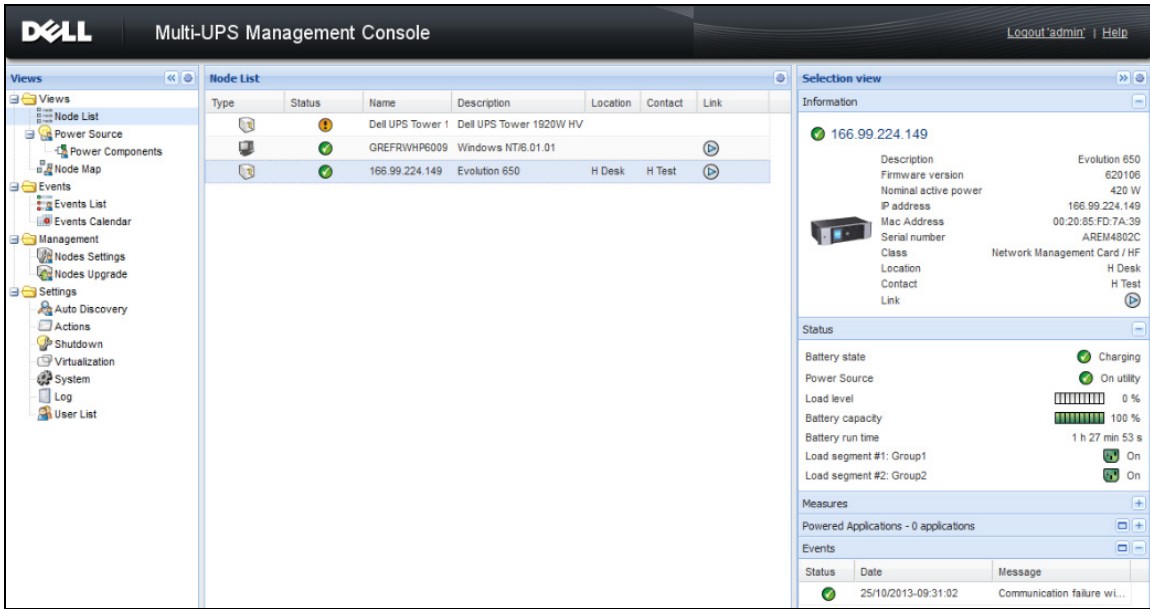 DELL Multi-UPS Management Console Logout 'admin' | Help
Views
Views
Node List
Power Source
Power Components
Node Map
Events
Events List
Events Calendar
Management
Nodes Settings
Nodes Upgrade
Settings
Auto Discovery
Actions
Shutdown
Virtualization
System
Log
User List
Node List
Type Status Name Description Location Contact Link
Dell UPS Tower 1 Dell UPS Tower 1920W HV
GREFRWHP6009 Windows NT/6.01.01
166.99.224.149 Evolution 650 H Desk H Test
Selection view
Information
166.99.224.149
Description Evolution 650
Firmware version 620106
Nominal active power 420 W
IP address 166.99.224.149
Mac Address 00:20:85:FD:7A:39
Serial number AREM4802C
Class Network Management Card / HF
Location H Desk
Contact H Test
Link
Status
Battery state Charging
Power Source On utility
Load level 0 %
Battery capacity 100 %
Battery run time 1 h 27 min 53 s
Load segment #1: Group1 On
Load segment #2: Group2 On
Measures
Powered Applications - 0 applications
Events
Status Date Message
25/10/2013-09:31:02 Communication failure wi...